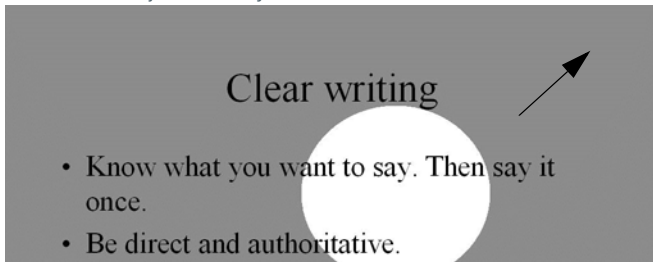 Clear writing
• Know what you want to say. Then say it
once.
• Be direct and authoritative.